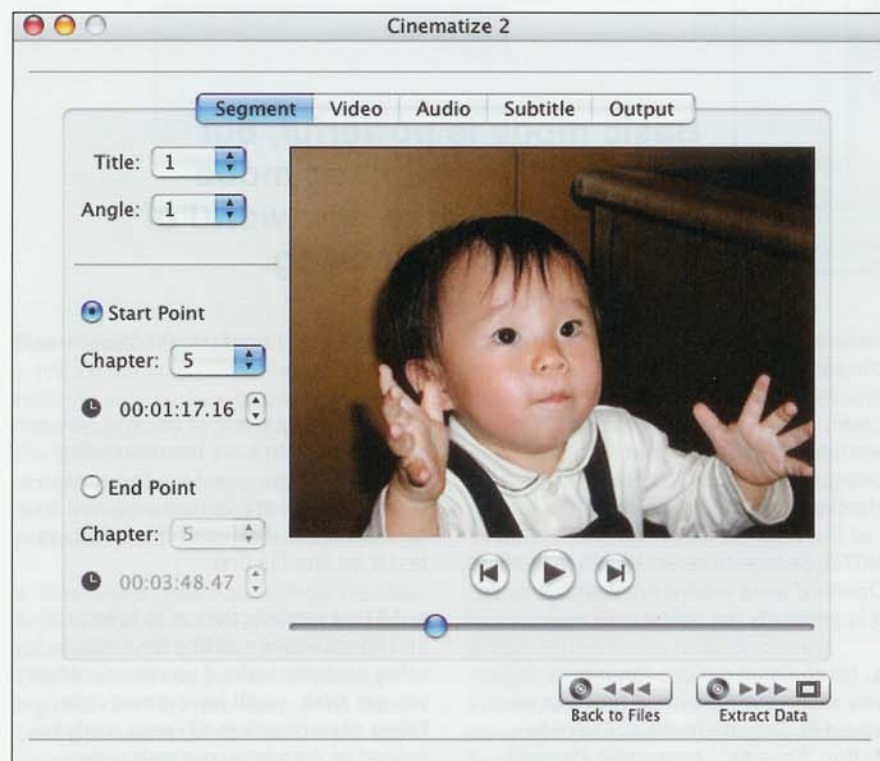 Cinematize 2
Segment Video Audio Subtitle Output
Title: 1
Angle: 1
Start Point
Chapter: 5
00:01:17.16
End Point
Chapter: 5
00:03:48.47
Back to Files
Extract Data